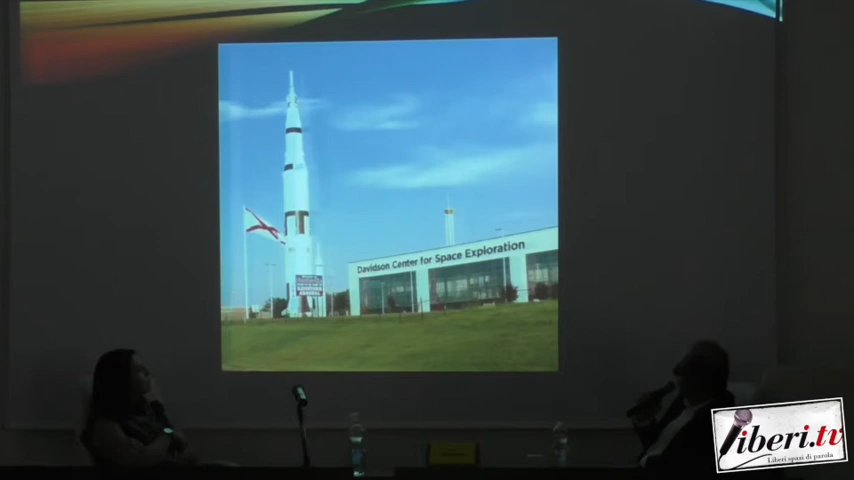 Davidson Center for Space Exploration
liberi.tv
Liberi spazi di parola